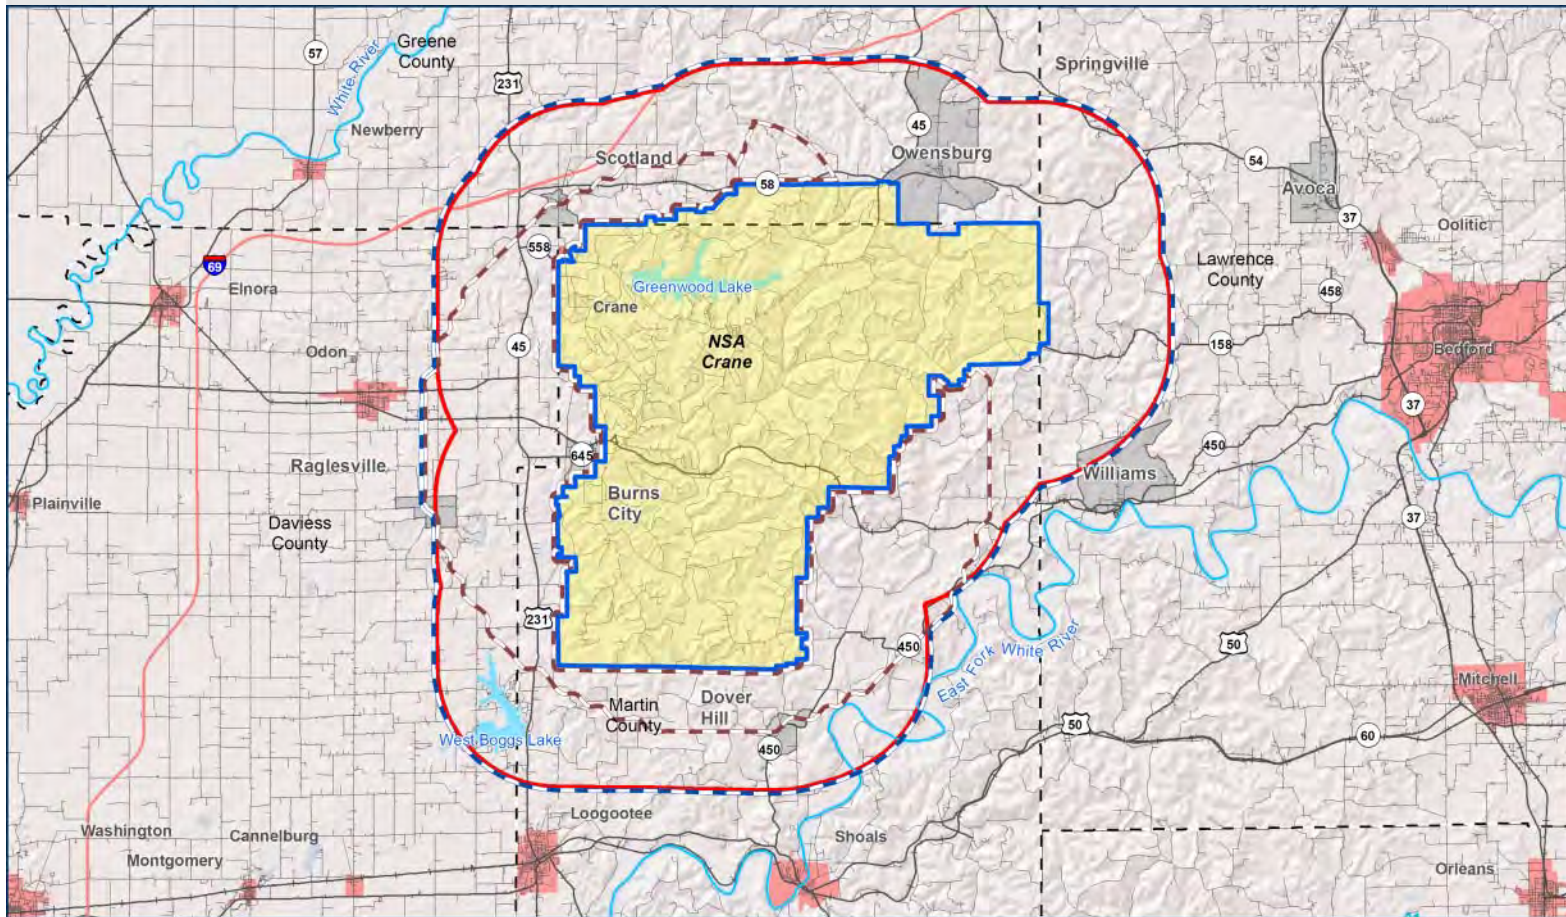 Greene
County
57
White River
231
Springville
Newberry
45
Scotland
Owensburg
54
58
Avoca
37
Oolitic
558
Lawrence
County
69
Elnora
Greenwood Lake
458
Crane
NSA
Crane
45
158
Bedford
Odon
37
645
450
Raglesville
Williams
Burns
City
Plainville
37
Daviess
County
231
450
50
East Fork White River
Mitchell
Dover
Hill
Martin
County
50
60
West Boggs Lake
450
Loogootee
Washington
Cannelburg
Shoals
Montgomery
Orleans